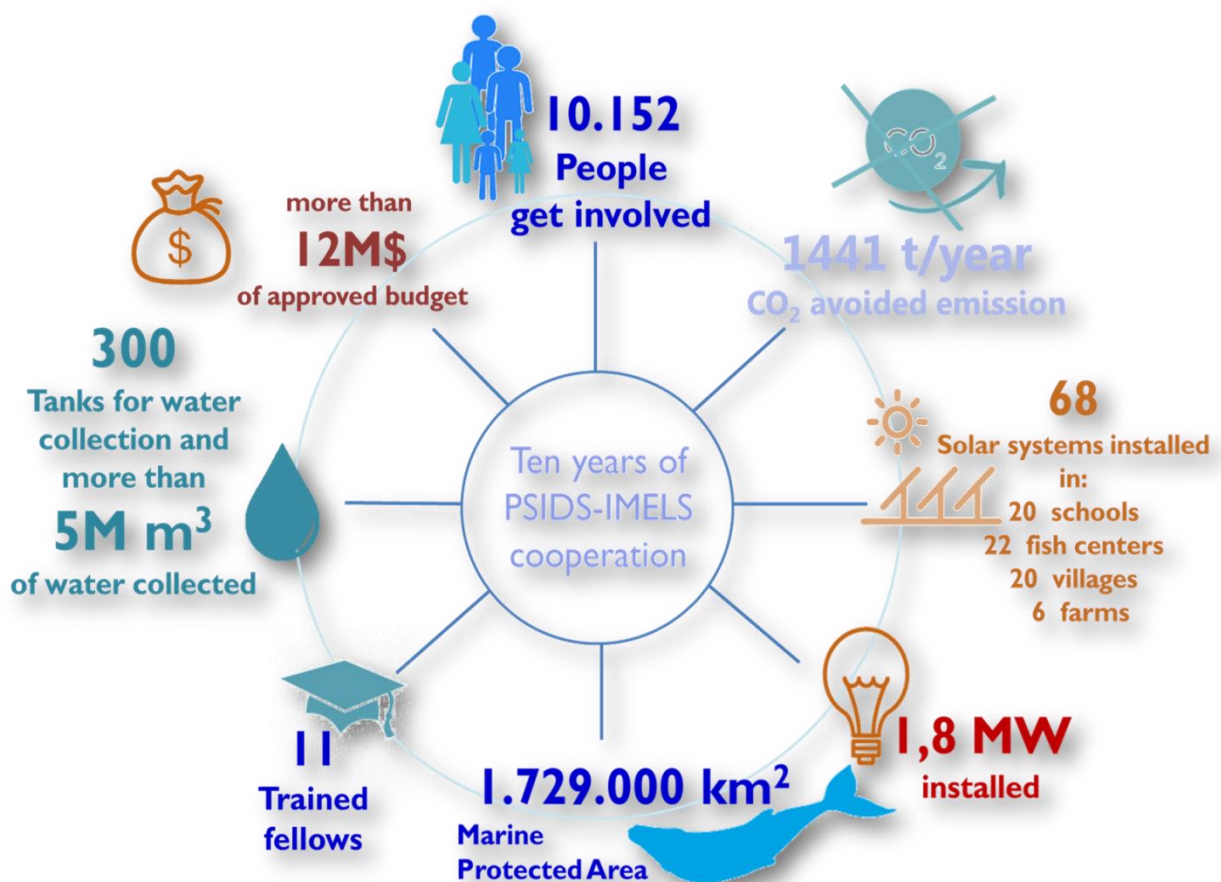 10.152
People
get involved
CO2
1441 t/year
CO2 avoided emission
68
Solar systems installed
in:
20 schools
22 fish centers
20 villages
6 farms
1,8 MW
installed
1.729.000 km²
Marine
Protected Area
11
Trained
fellows
300
Tanks for water
collection and
more than
5M m³
of water collected
$
more than
12M$
of approved budget
Ten years of
PSIDS-IMELS
cooperation